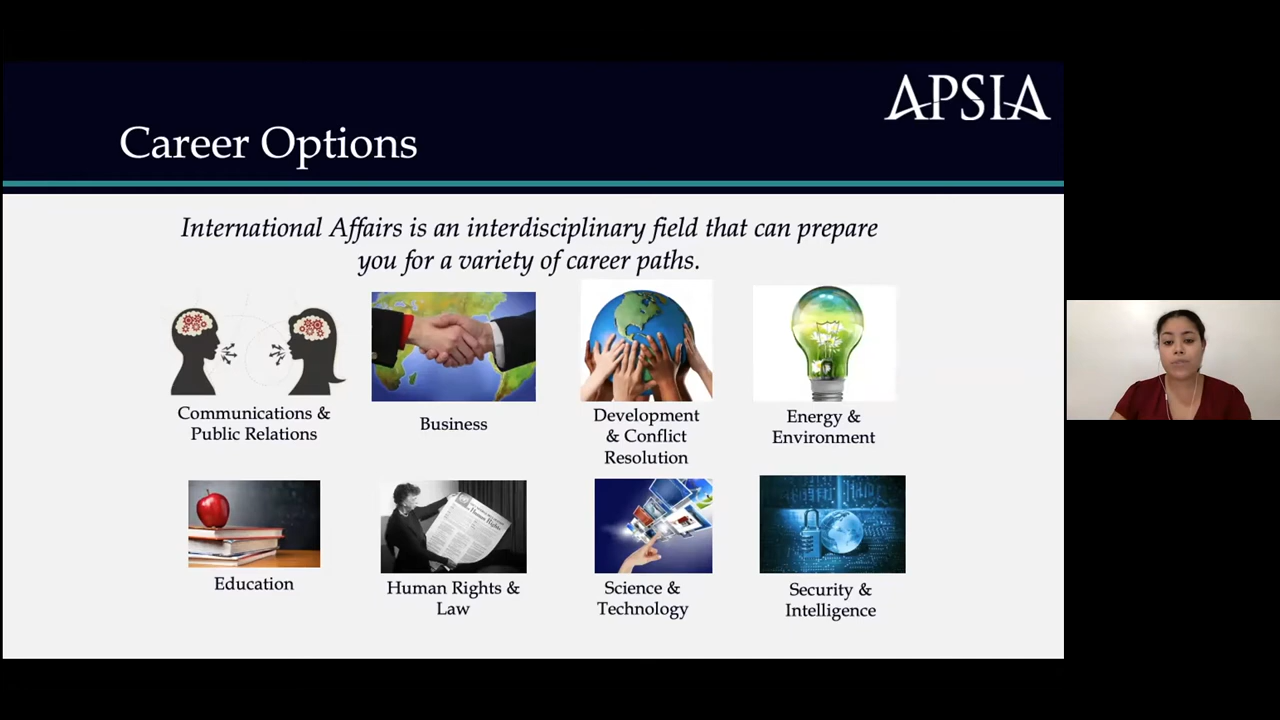 APSIA
Career Options
International Affairs is an interdisciplinary field that can prepare
you for a variety of career paths.
Communications &
Public Relations
Business
Development
& Conflict
Resolution
Energy &
Environment
Education
Human Rights &
Law
Science &
Technology
Security &
Intelligence